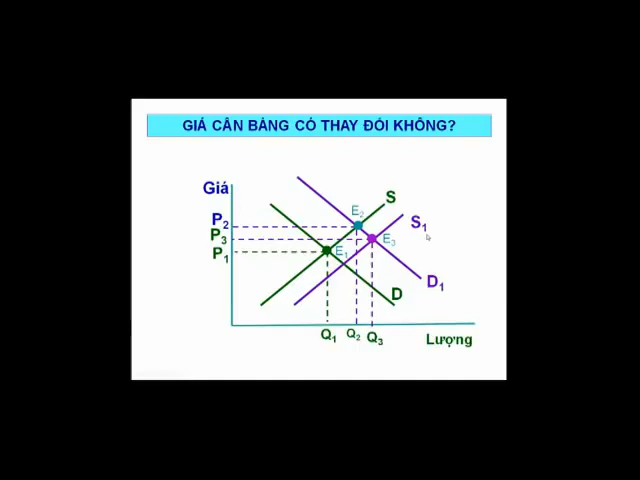 GIÁ CÂN BẰNG CÓ THAY ĐỔI KHÔNG?
Giá
S
E2
P2
S1
P3
E3
P1
E1
D1
D
Q1 Q2 Q3
Lượng